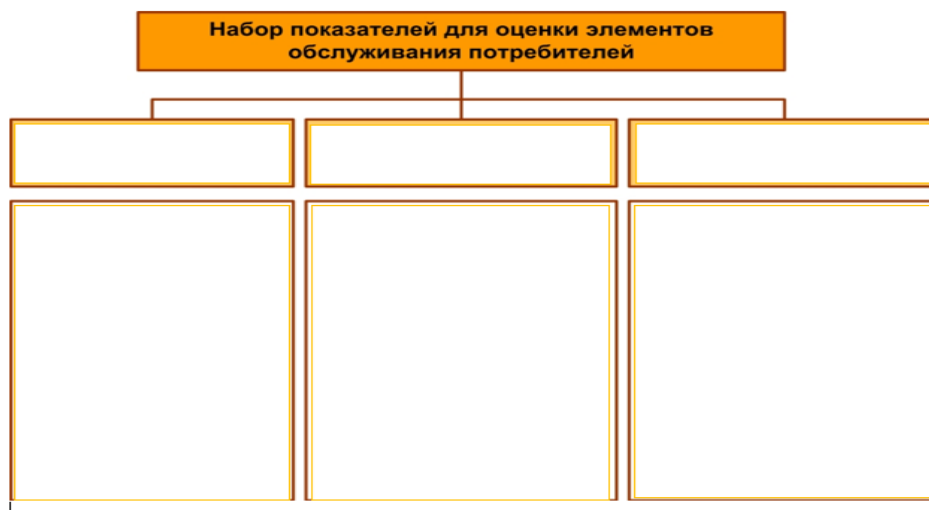 Набор показателей для оценки элементов
обслуживания потребителей